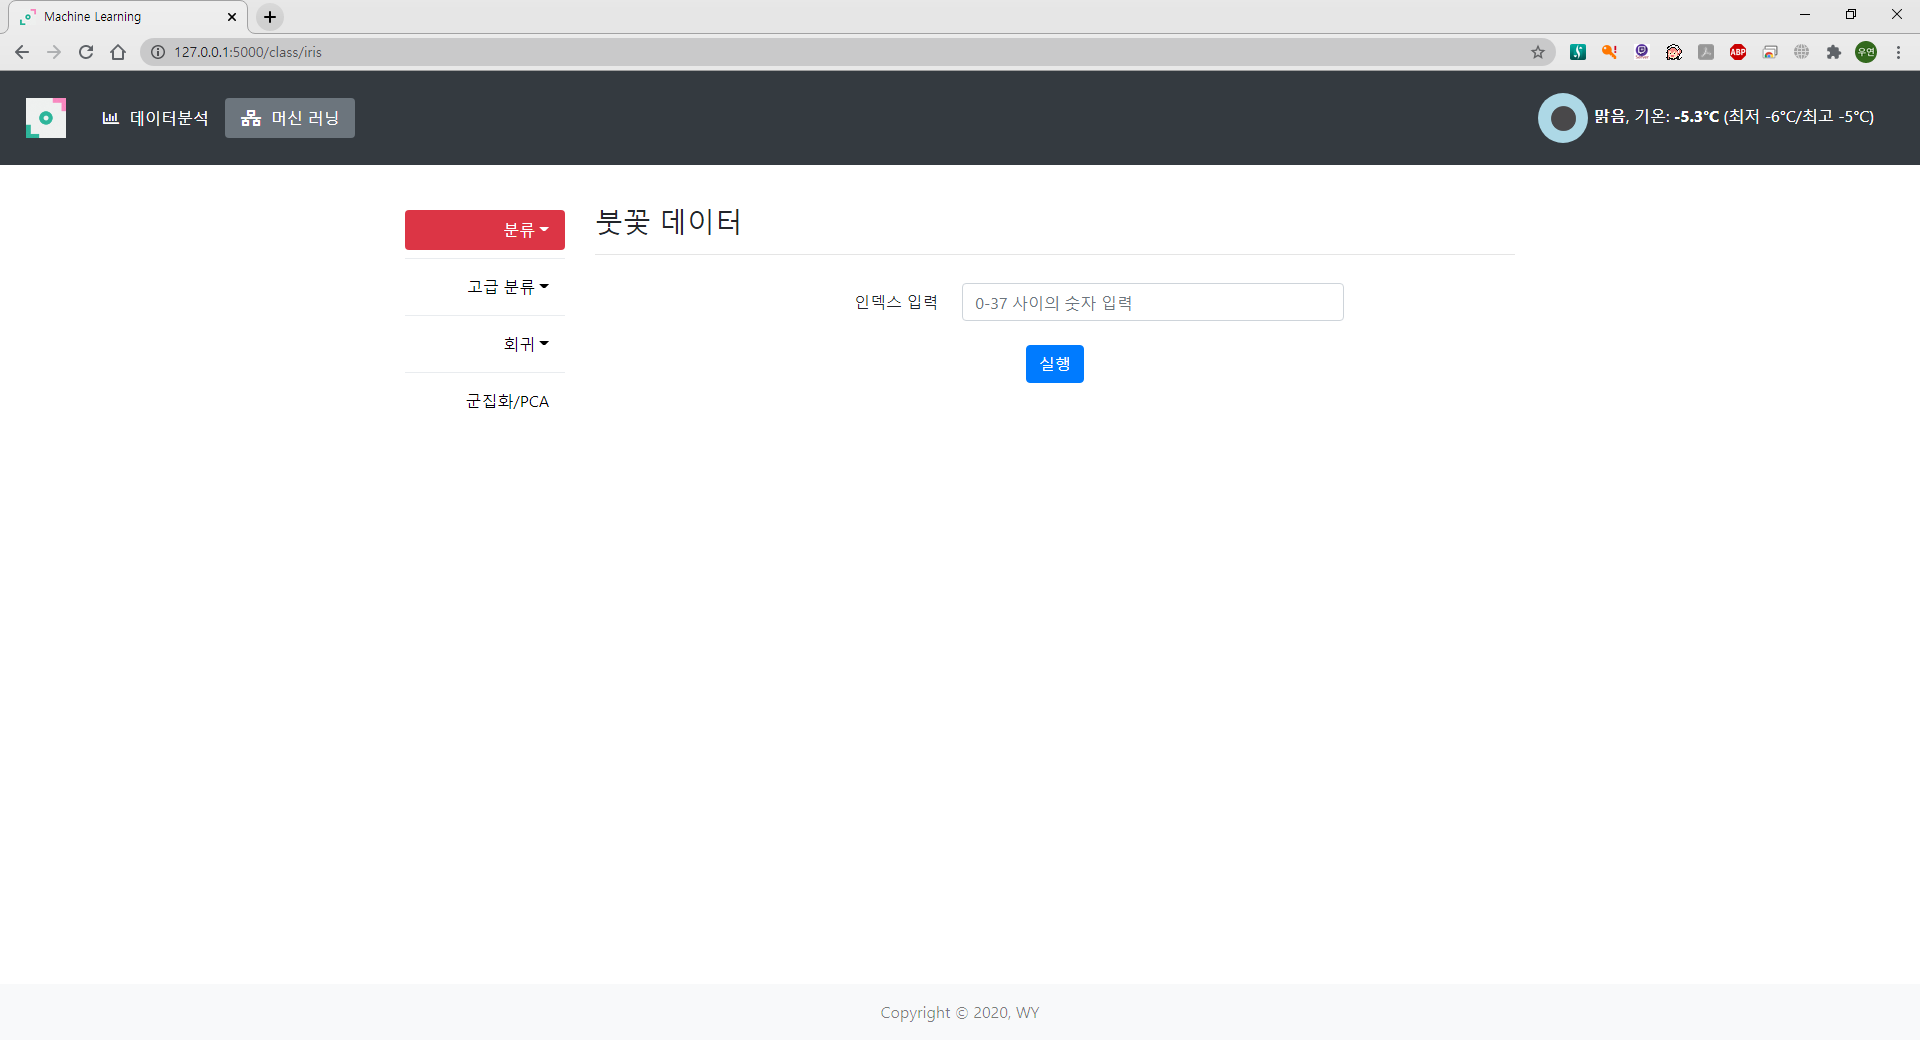 Machine Learning
127.0.0.1:5000/class/iris
ABP
우연
데이터분석
머신 러닝
맑음, 기온: -5.3℃ (최저 -6℃/최고 -5℃)
분류
고급 분류
회귀
군집화/PCA
붓꽃 데이터
인덱스 입력
0-37 사이의 숫자 입력
실행
Copyright © 2020, WY